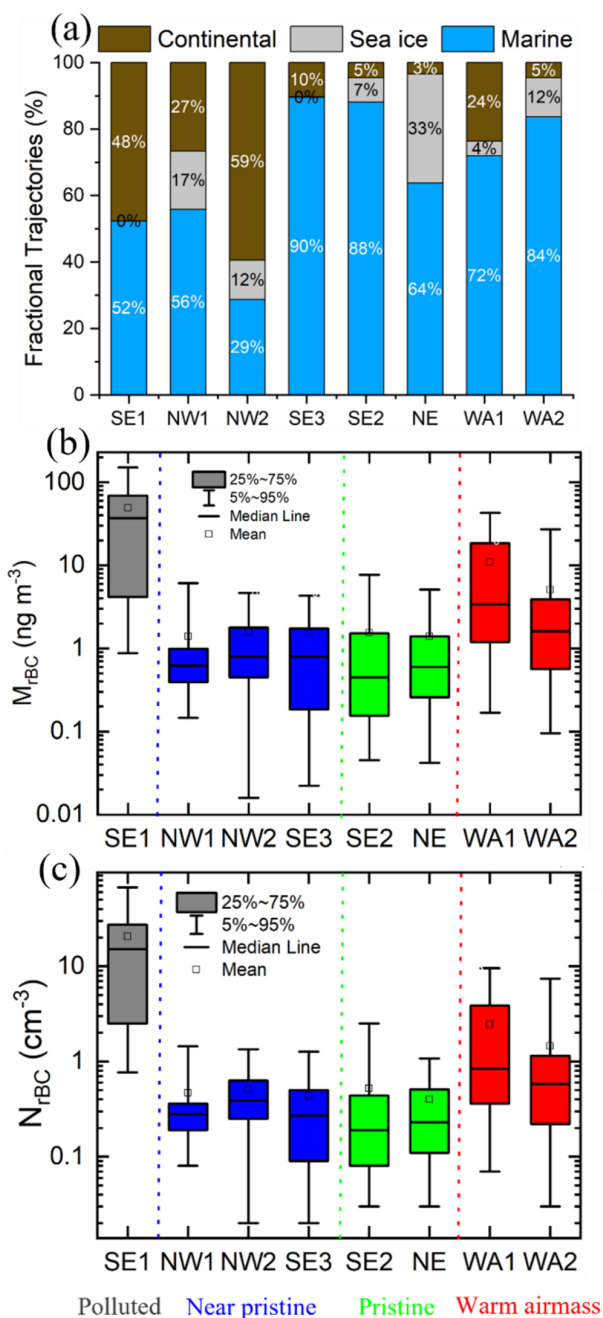 (a)
Continental Sea ice Marine
Fractional Trajectories (%)
100
80
60
40
20
0
48%
0%
52%
27%
17%
56%
59%
12%
29%
10%
0%
90%
5%
7%
88%
3%
33%
64%
24%
4%
72%
5%
12%
84%
SE1 NW1 NW2 SE3 SE2 NE WA1 WA2
(b)
M_rBC (ng m⁻³)
100
10
1
0.1
0.01
25%~75%
5%~95%
Median Line
Mean
SE1 NW1 NW2 SE3 SE2 NE WA1 WA2
(c)
N_rBC (cm⁻³)
10
1
0.1
25%~75%
5%~95%
Median Line
Mean
SE1 NW1 NW2 SE3 SE2 NE WA1 WA2
Polluted Near pristine Pristine Warm airmass